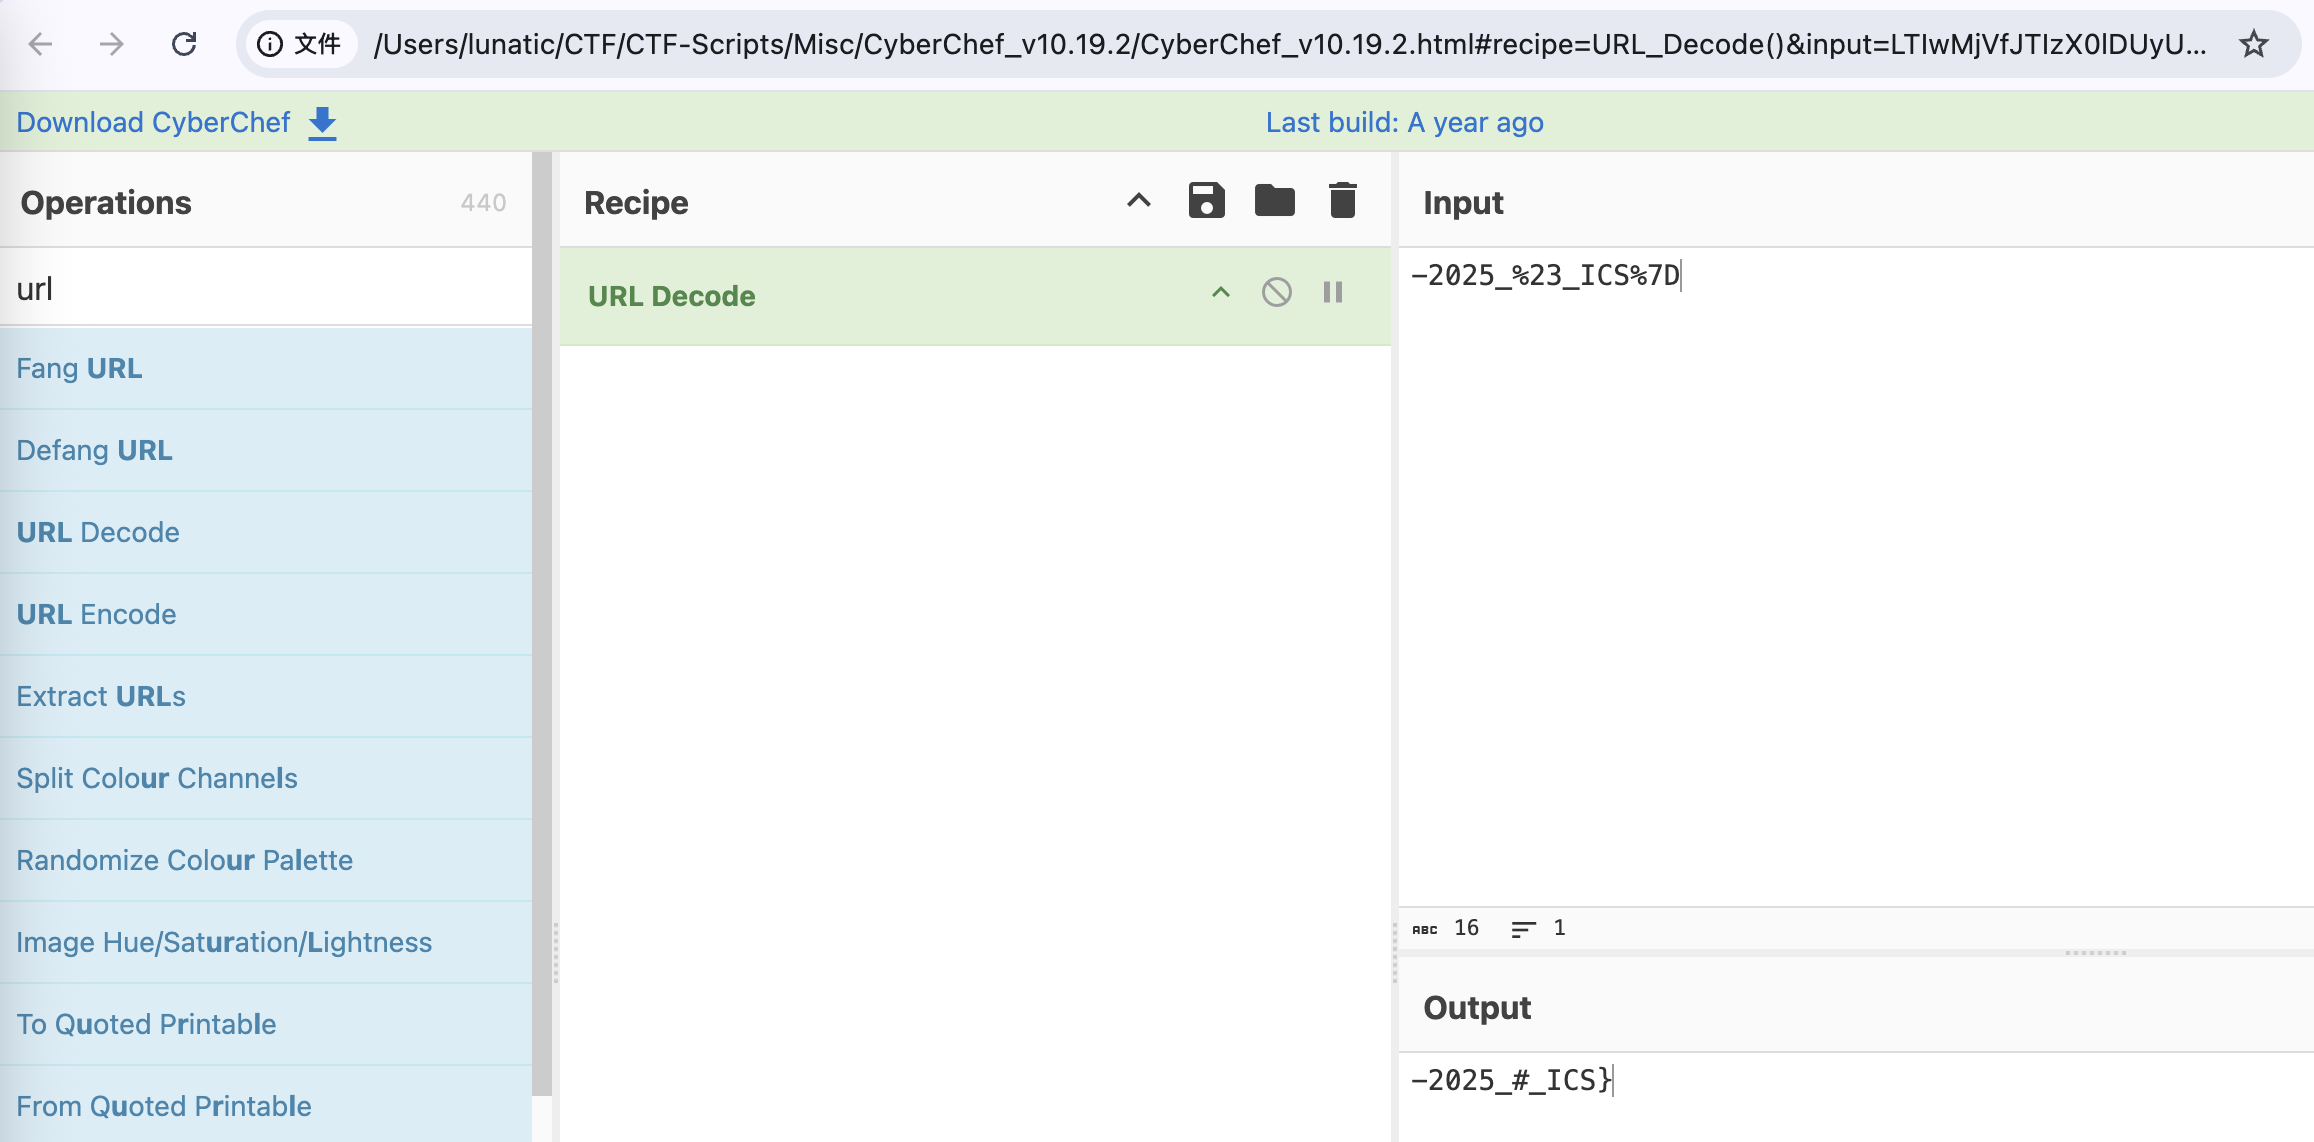 文件 /Users/lunatic/CTF/CTF-Scripts/Misc/CyberChef_v10.19.2/CyberChef_v10.19.2.html#recipe=URL_Decode()&input=LTIwMjVfJTIzX0lDUyU...
Download CyberChef
Last build: A year ago
Operations 440
url
Fang URL
Defang URL
URL Decode
URL Encode
Extract URLs
Split Colour Channels
Randomize Colour Palette
Image Hue/Saturation/Lightness
To Quoted Printable
From Quoted Printable
Recipe
URL Decode
Input
-2025_%23_ICS%7D
ABC 16 1
Output
-2025_#_ICS}